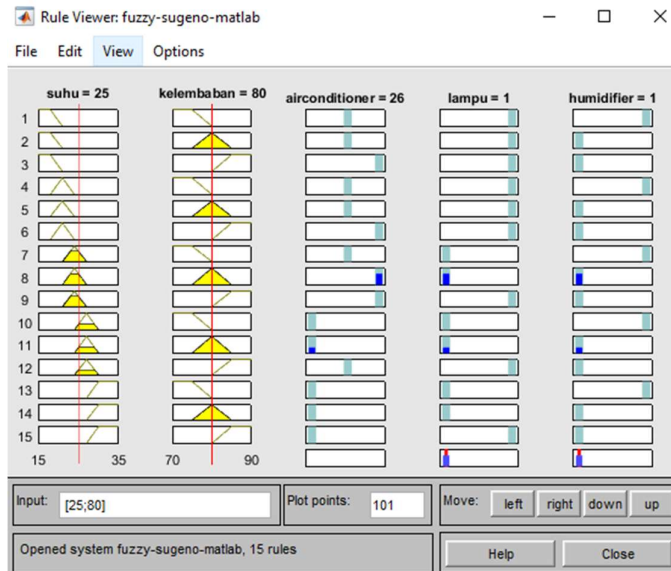 Rule Viewer: fuzzy-sugeno-matlab
File Edit View Options
suhu = 25 kelembaban = 80 airconditioner = 26 lampu = 1 humidifier = 1
1
2
3
4
5
6
7
8
9
10
11
12
13
14
15
15 35 70 90
Input: [25;80] Plot points: 101 Move: left right down up
Opened system fuzzy-sugeno-matlab, 15 rules Help Close